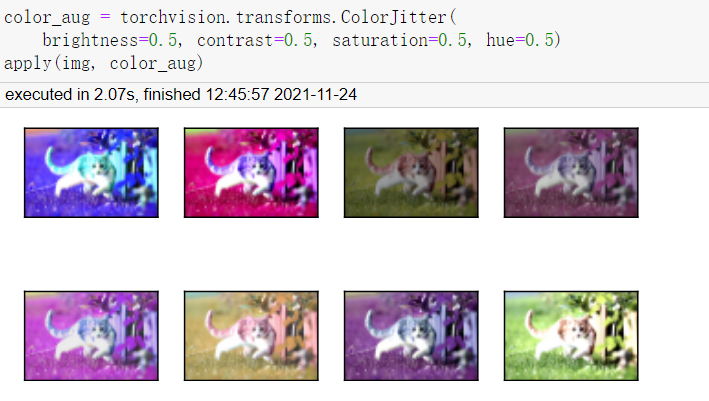 color_aug = torchvision.transforms.ColorJitter(
    brightness=0.5, contrast=0.5, saturation=0.5, hue=0.5)
apply(img, color_aug)
executed in 2.07s, finished 12:45:57 2021-11-24